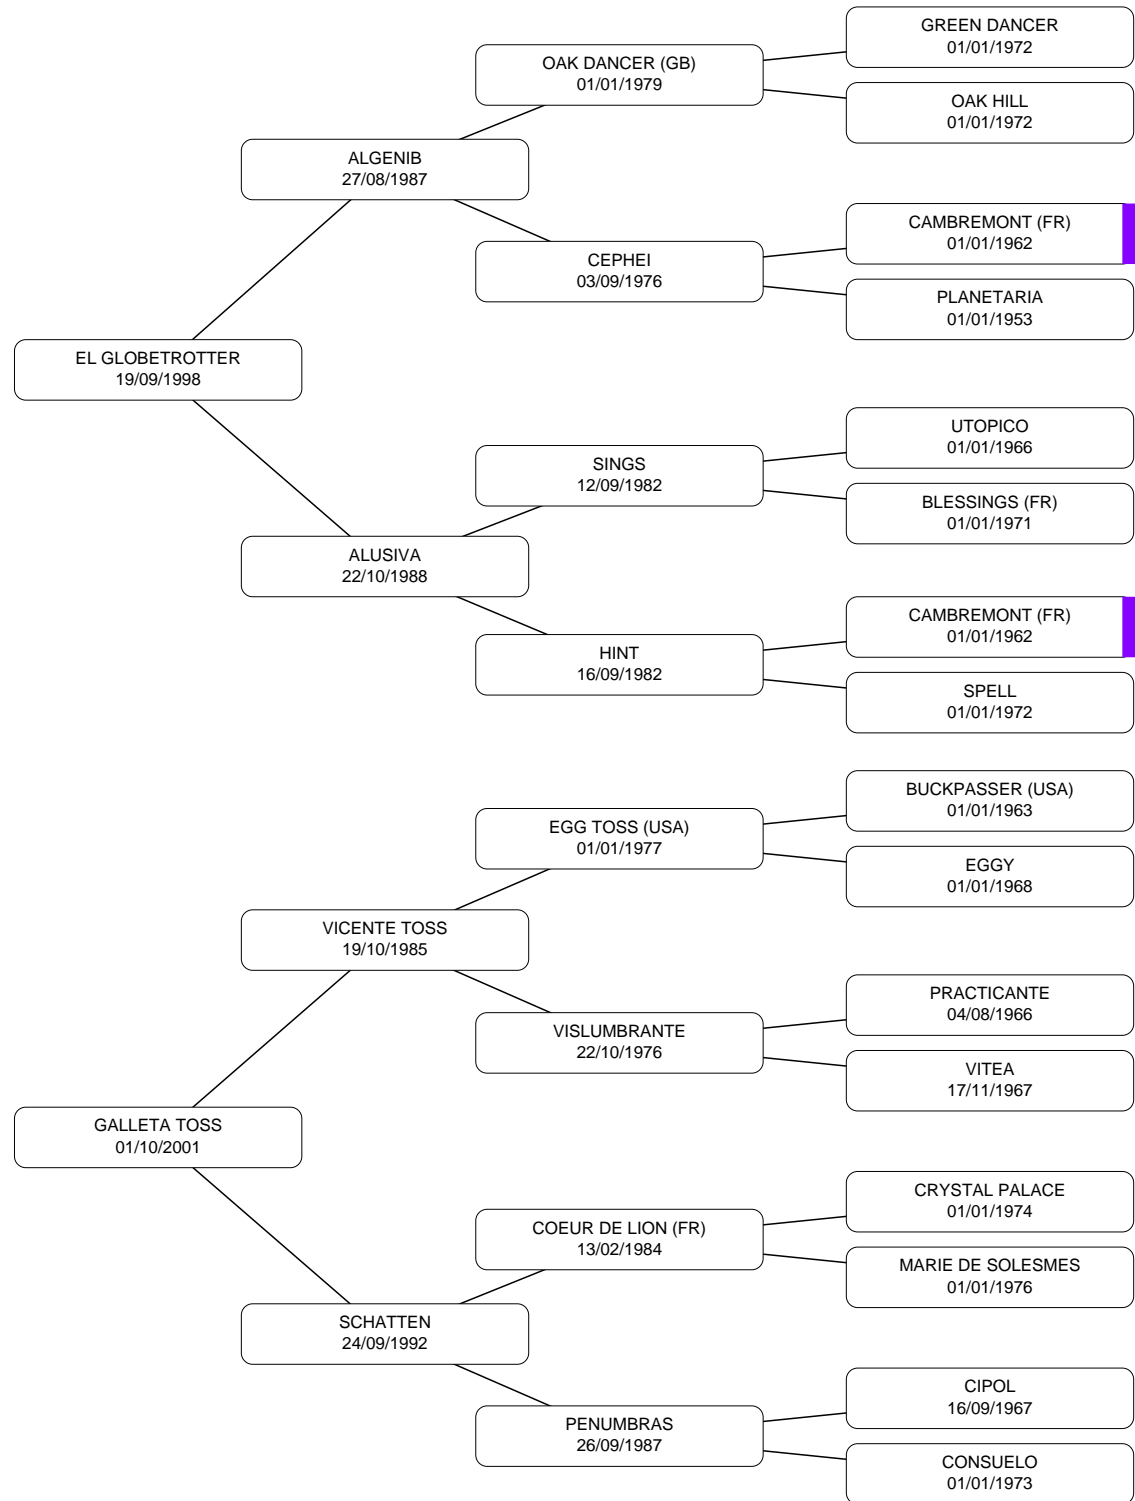 GREEN DANCER
01/01/1972
OAK DANCER (GB)
01/01/1979
OAK HILL
01/01/1972
ALGENIB
27/08/1987
CAMBREMONT (FR)
01/01/1962
CEPHEI
03/09/1976
PLANETARIA
01/01/1953
EL GLOBETROTTER
19/09/1998
UTOPICO
01/01/1966
SINGS
12/09/1982
BLESSINGS (FR)
01/01/1971
ALUSIVA
22/10/1988
CAMBREMONT (FR)
01/01/1962
HINT
16/09/1982
SPELL
01/01/1972
BUCKPASSER (USA)
01/01/1963
EGG TOSS (USA)
01/01/1977
EGGY
01/01/1968
VICENTE TOSS
19/10/1985
PRACTICANTE
04/08/1966
VISLUMBRANTE
22/10/1976
VITEA
17/11/1967
GALLETA TOSS
01/10/2001
CRYSTAL PALACE
01/01/1974
COEUR DE LION (FR)
13/02/1984
MARIE DE SOLESMES
01/01/1976
SCHATTEN
24/09/1992
CIPOL
16/09/1967
PENUMBRAS
26/09/1987
CONSUELO
01/01/1973